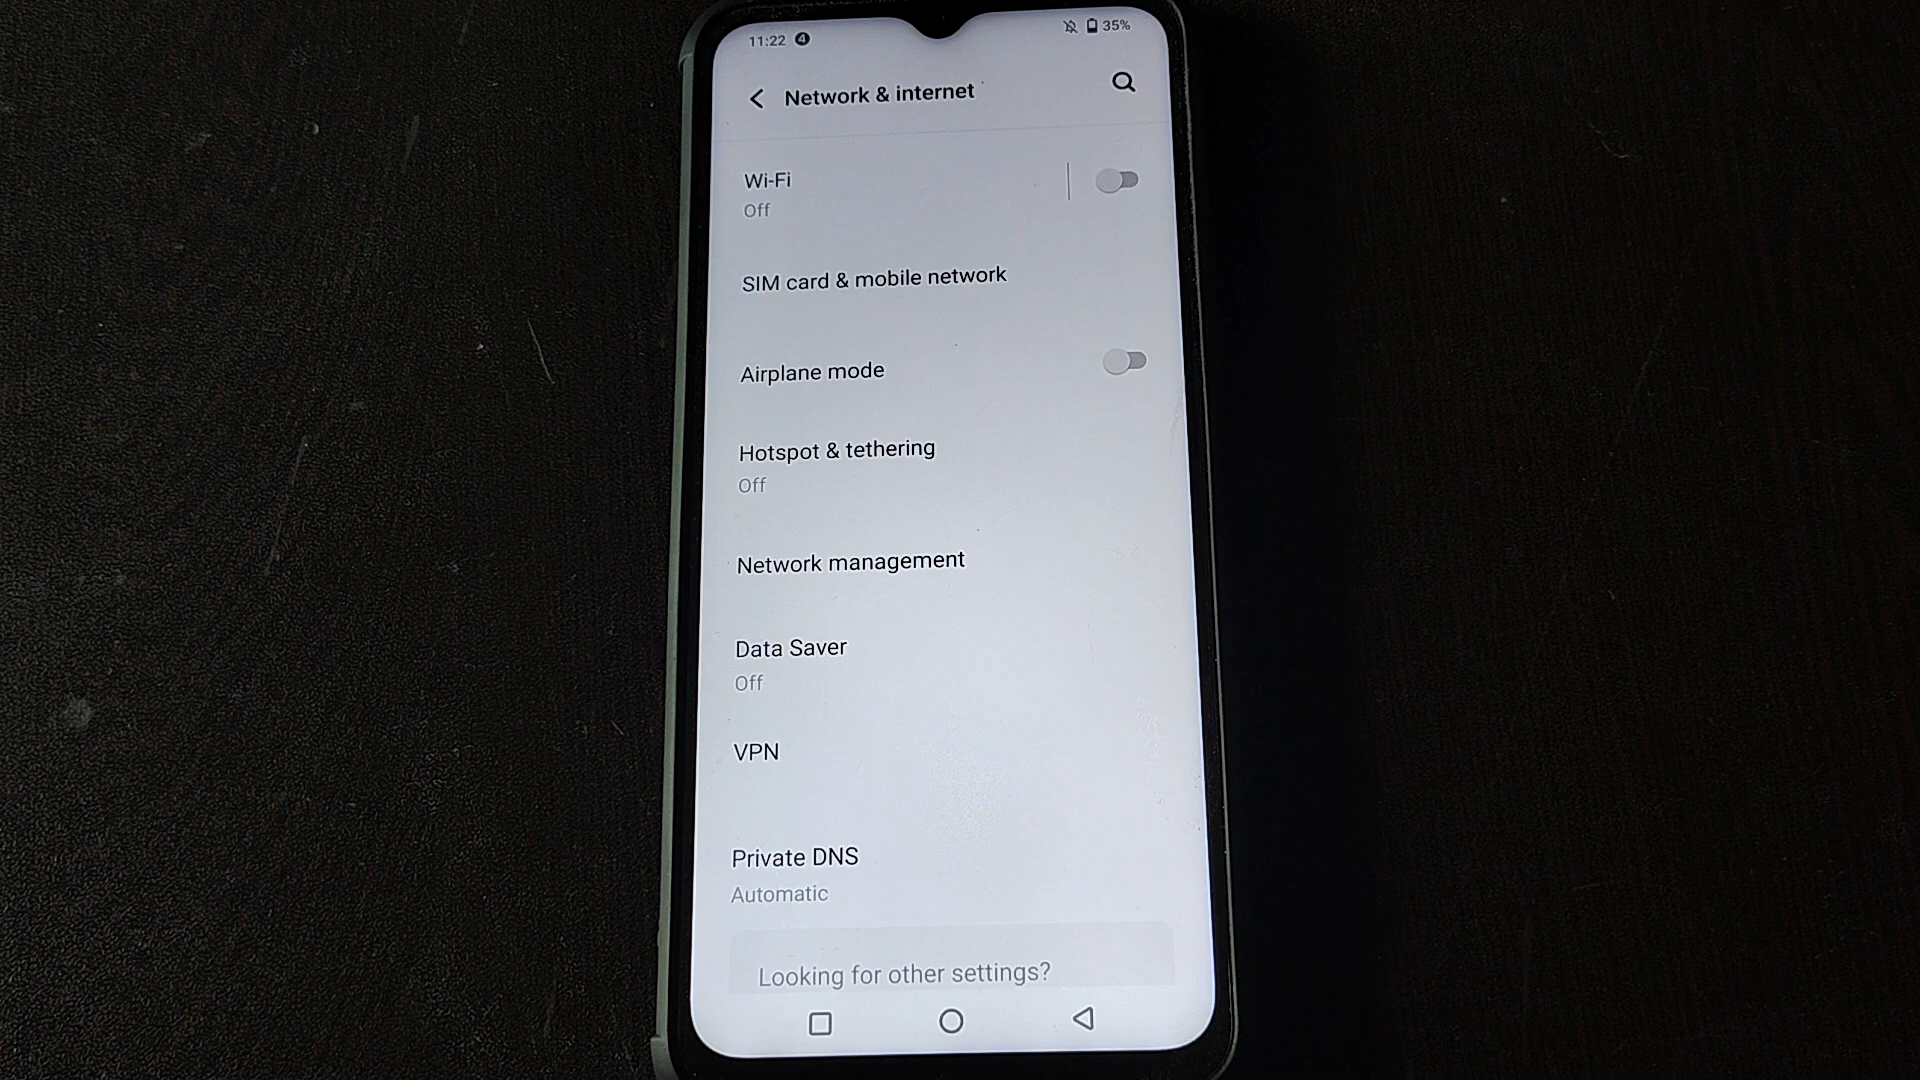 11:22 4 35%
Network & internet
Wi-Fi
Off
SIM card & mobile network
Airplane mode
Hotspot & tethering
Off
Network management
Data Saver
Off
VPN
Private DNS
Automatic
Looking for other settings?